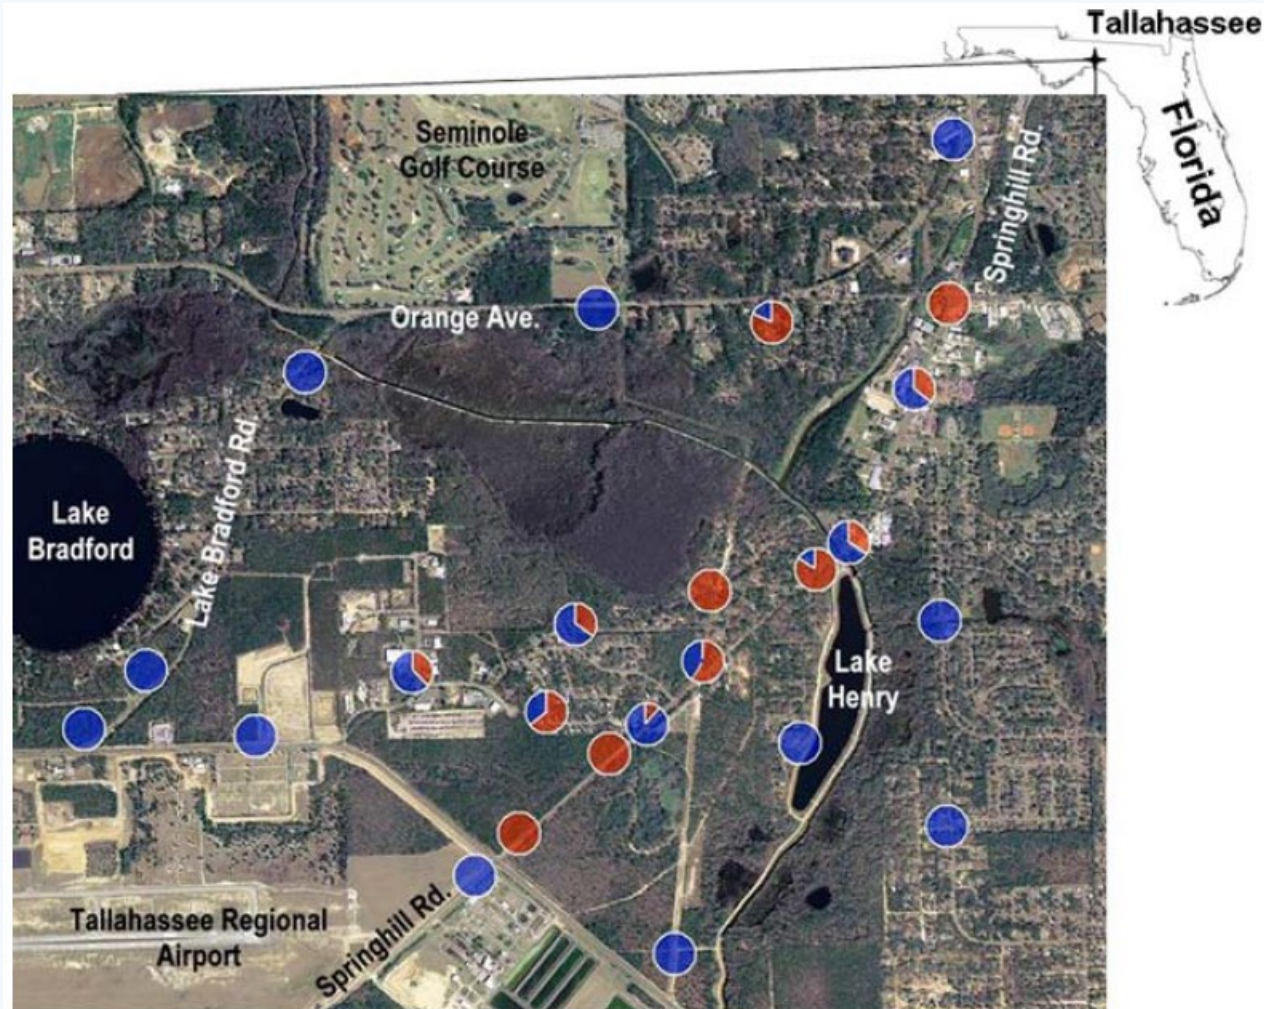 Tallahassee
Florida
Seminole
Golf Course
Springhill Rd.
Orange Ave.
Lake Bradford Rd.
Lake
Bradford
Lake
Henry
Tallahassee Regional
Airport
Springhill Rd.